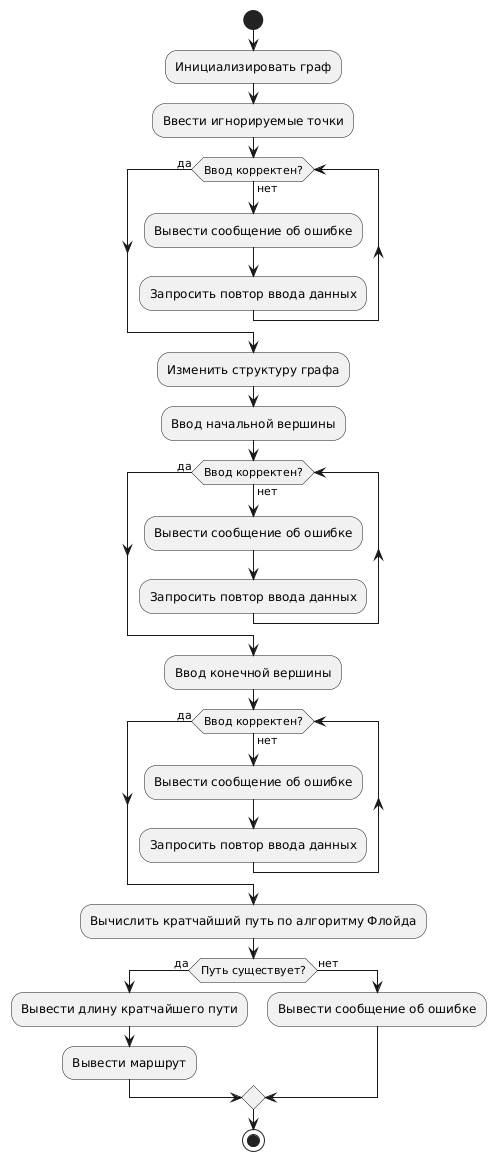 Инициализировать граф
Ввести игнорируемые точки
да
Ввод корректен?
нет
Вывести сообщение об ошибке
Запросить повтор ввода данных
Изменить структуру графа
Ввод начальной вершины
да
Ввод корректен?
нет
Вывести сообщение об ошибке
Запросить повтор ввода данных
Ввод конечной вершины
да
Ввод корректен?
нет
Вывести сообщение об ошибке
Запросить повтор ввода данных
Вычислить кратчайший путь по алгоритму Флойда
да
Путь существует?
нет
Вывести длину кратчайшего пути
Вывести сообщение об ошибке
Вывести маршрут